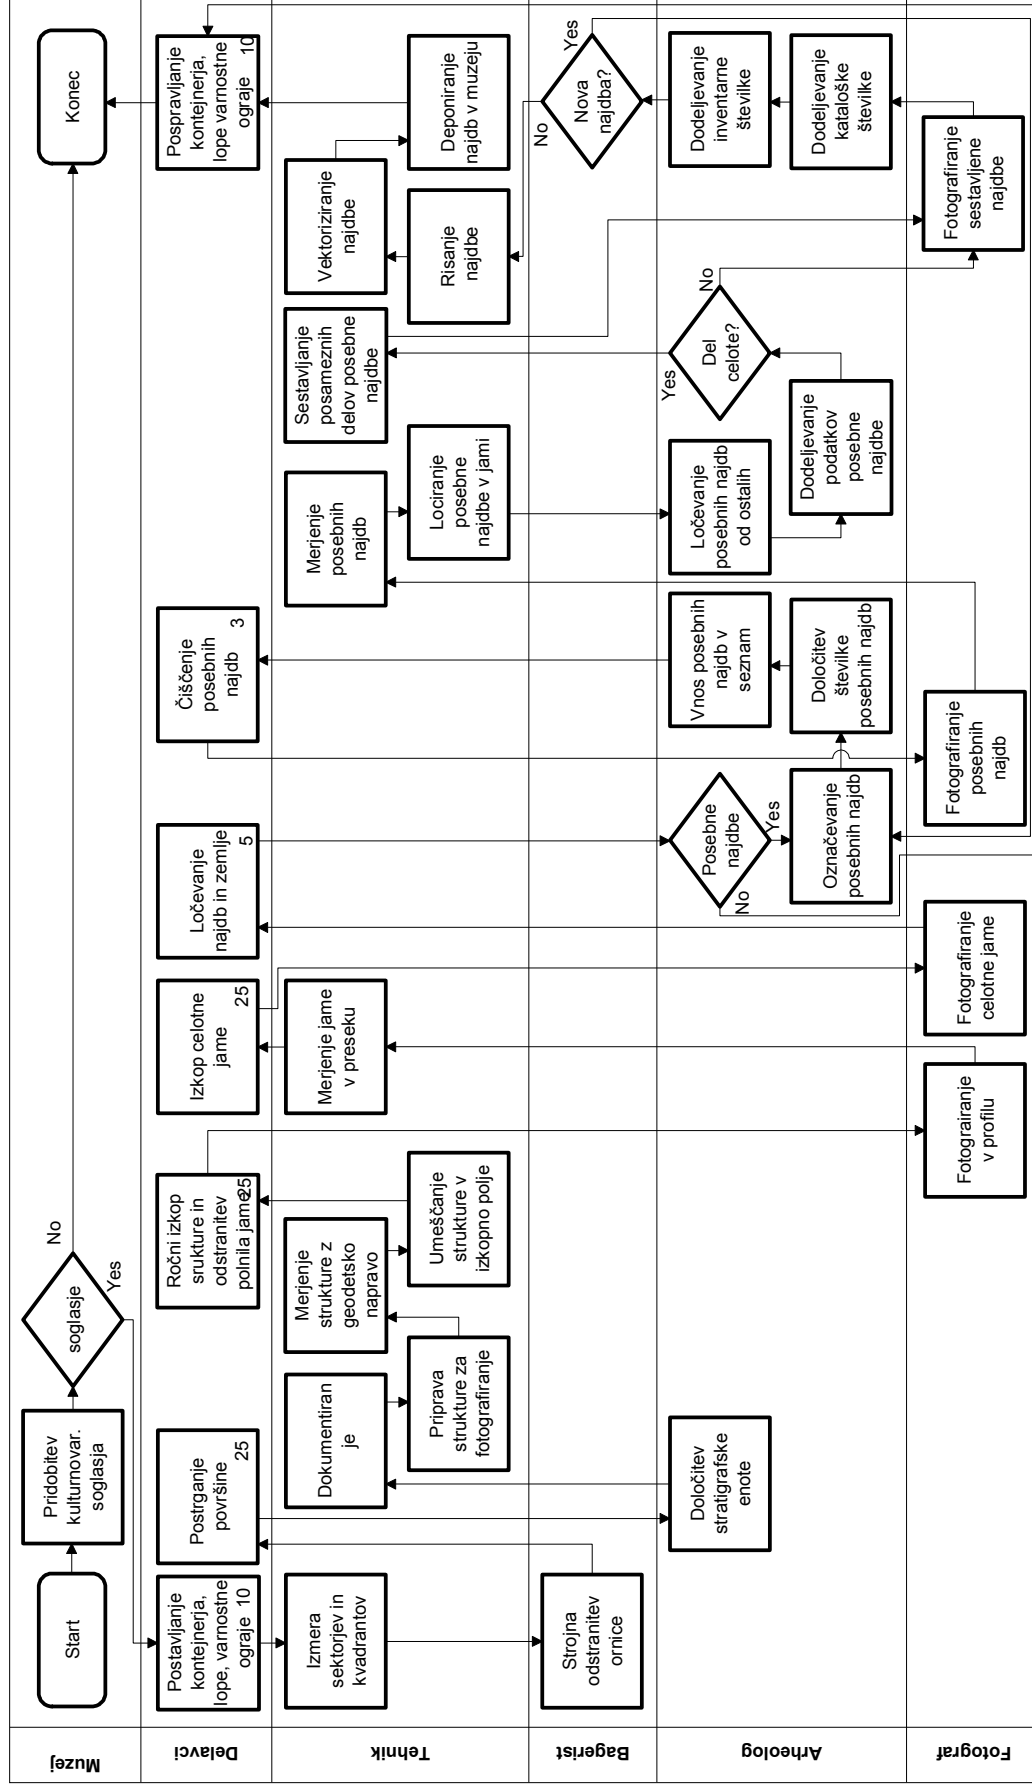 Muzej
Start
Pridobitev
kulturnovar.
soglasja
soglasje
No
Yes
Konec
Delavci
Postavljanje
kontejnerja,
lope, varnostne
ograje 10
Postrganje
površine
25
Ročni izkop
srukture in
odstranitev
polnila jame
25
Izkop celotne
jame
25
Ločevanje
najdb in zemlje
5
Čiščenje
posebnih
najdb
3
Pospravljanje
kontejnerja,
lope varnostne
ograje
10
Tehnik
Izmera
sektorjev in
kvadrantov
Dokumentiran
je
Priprava
strukture za
fotografiranje
Merjenje
strukture z
geodetsko
napravo
Umeščanje
strukture v
izkopno polje
Merjenje jame
v preseku
Merjenje
posebnih
najdb
Lociranje
posebne
najdbe v jami
Sestavljanje
posameznih
delov posebne
najdbe
Risanje
najdbe
Vektoriziranje
najdbe
Deponiranje
najdb v muzeju
Bagerist
Strojna
odstranitev
ornice
Nova
najdba?
No
Yes
Arheolog
Določitev
stratigrafske
enote
Posebne
najdbe
No
Yes
Označevanje
posebnih najdb
Določitev
številke
posebnih najdb
Vnos posebnih
najdb v
seznam
Ločevanje
posebnih najdb
od ostalih
Dodeljevanje
podatkov
posebne
najdbe
Del
celote?
Yes
No
Dodeljevanje
inventarne
številke
Dodeljevanje
kataloške
številke
Fotograf
Fotograiranje
v profilu
Fotografiranje
celotne jame
Fotografiranje
posebnih
najdb
Fotografiranje
sestavljene
najdbe